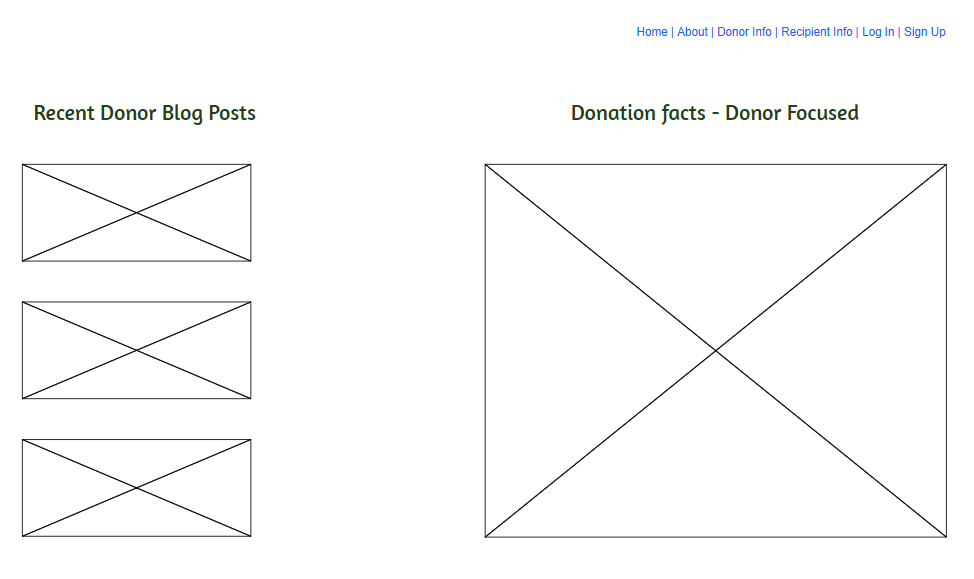 Home | About | Donor Info | Recipient Info | Log In | Sign Up
Recent Donor Blog Posts
Donation facts - Donor Focused